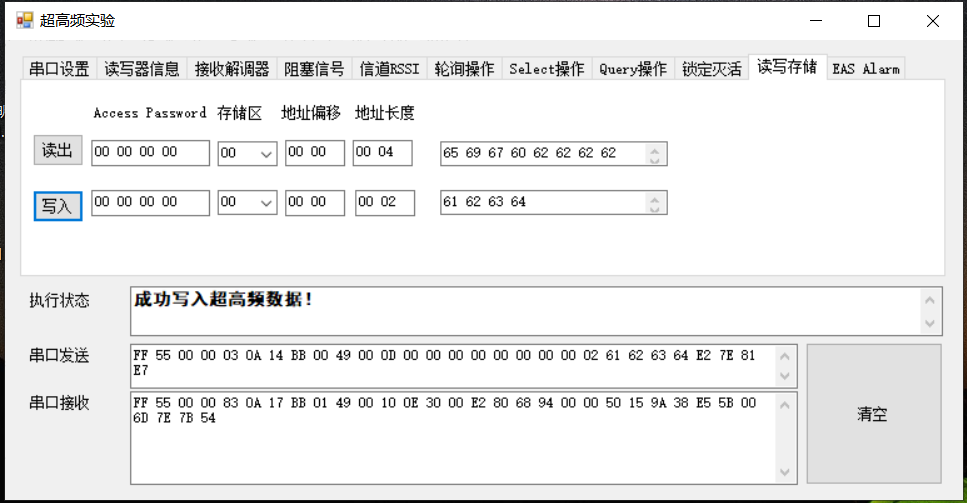 超高频实验
串口设置 读写器信息 接收解调器 阻塞信号 信道RSSI 轮询操作 Select操作 Query操作 锁定灭活 读写存储 EAS Alarm
Access Password 存储区 地址偏移 地址长度
读出 00 00 00 00 00 00 00 00 04 65 69 67 60 62 62 62 62
写入 00 00 00 00 00 00 00 00 02 61 62 63 64
执行状态 成功写入超高频数据！
串口发送 FF 55 00 00 03 0A 14 BB 00 49 00 0D 00 00 00 00 00 00 00 00 02 61 62 63 64 E2 7E 81
E7
串口接收 FF 55 00 00 83 0A 17 BB 01 49 00 10 0E 30 00 E2 80 68 94 00 00 50 15 9A 38 E5 5B 00
6D 7E 7B 54
清空